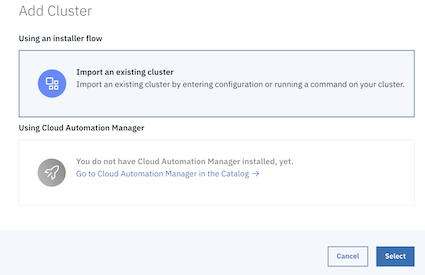 Add Cluster
Using an installer flow
Import an existing cluster
Import an existing cluster by entering configuration or running a command on your cluster.
Using Cloud Automation Manager
You do not have Cloud Automation Manager installed, yet.
Go to Cloud Automation Manager in the Catalog →
Cancel
Select